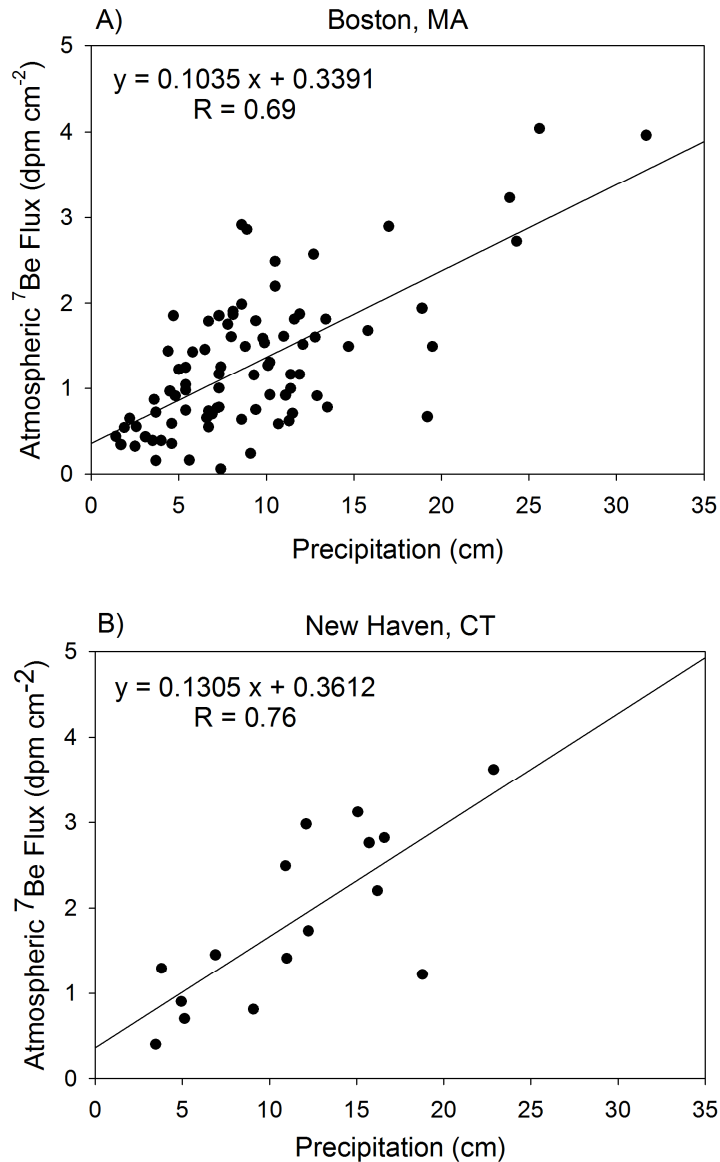 A)
Boston, MA
y = 0.1035 x + 0.3391
R = 0.69
Atmospheric ⁷Be Flux (dpm cm⁻²)
5
4
3
2
1
0
0 5 10 15 20 25 30 35
Precipitation (cm)
B)
New Haven, CT
y = 0.1305 x + 0.3612
R = 0.76
Atmospheric ⁷Be Flux (dpm cm⁻²)
5
4
3
2
1
0
0 5 10 15 20 25 30 35
Precipitation (cm)